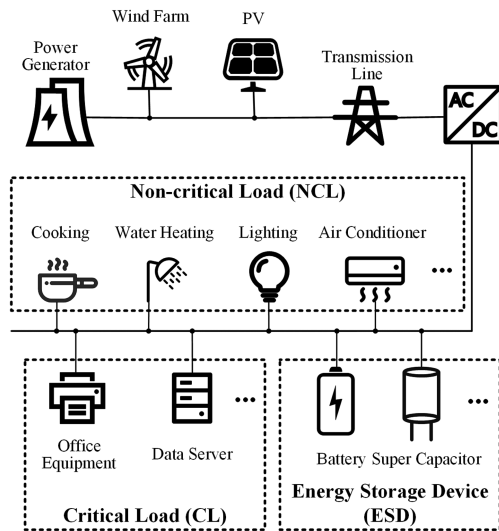 Wind Farm
PV
Power
Generator
Transmission
Line
AC
DC
Non-critical Load (NCL)
Cooking
Water Heating
Lighting
Air Conditioner
...
Office
Equipment
Data Server
...
Critical Load (CL)
Battery
Super Capacitor
...
Energy Storage Device
(ESD)